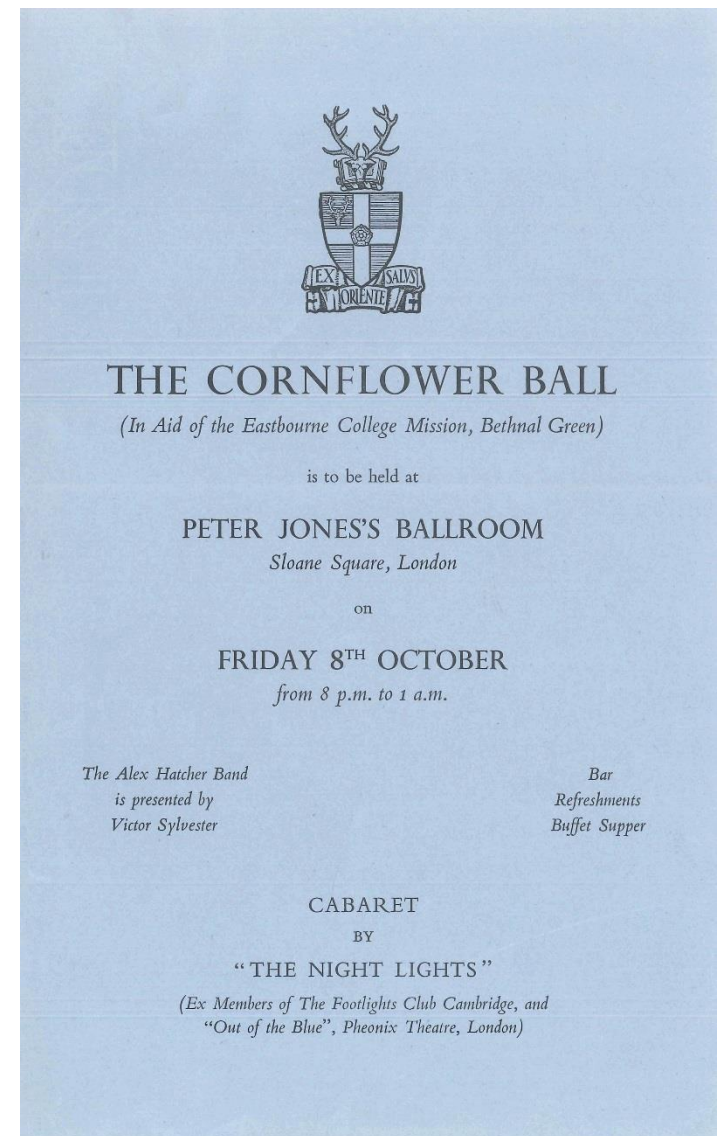 EX ORIENTE SALVS
THE CORNFLOWER BALL
(In Aid of the Eastbourne College Mission, Bethnal Green)
is to be held at
PETER JONES'S BALLROOM
Sloane Square, London
on
FRIDAY 8TH OCTOBER
from 8 p.m. to 1 a.m.
The Alex Hatcher Band
is presented by
Victor Sylvester
Bar
Refreshments
Buffet Supper
CABARET
BY
“THE NIGHT LIGHTS”
(Ex Members of The Footlights Club Cambridge, and
“Out of the Blue”, Pheonix Theatre, London)